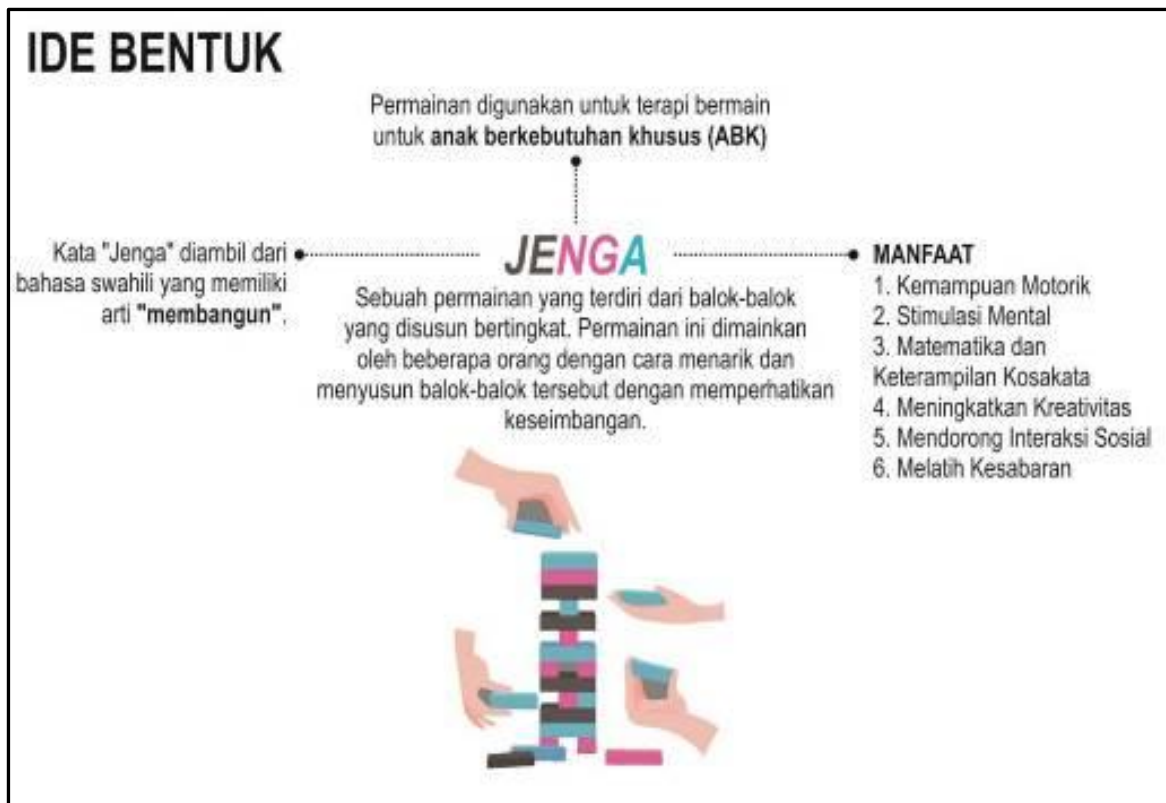 IDE BENTUK
Permainan digunakan untuk terapi bermain
untuk anak berkebutuhan khusus (ABK)
Kata "Jenga" diambil dari
bahasa swahili yang memiliki
arti "membangun".
JENGA
Sebuah permainan yang terdiri dari balok-balok
yang disusun bertingkat. Permainan ini dimainkan
oleh beberapa orang dengan cara menarik dan
menyusun balok-balok tersebut dengan memperhatikan
keseimbangan.
MANFAAT
1. Kemampuan Motorik
2. Stimulasi Mental
3. Matematika dan
Keterampilan Kosakata
4. Meningkatkan Kreativitas
5. Mendorong Interaksi Sosial
6. Melatih Kesabaran